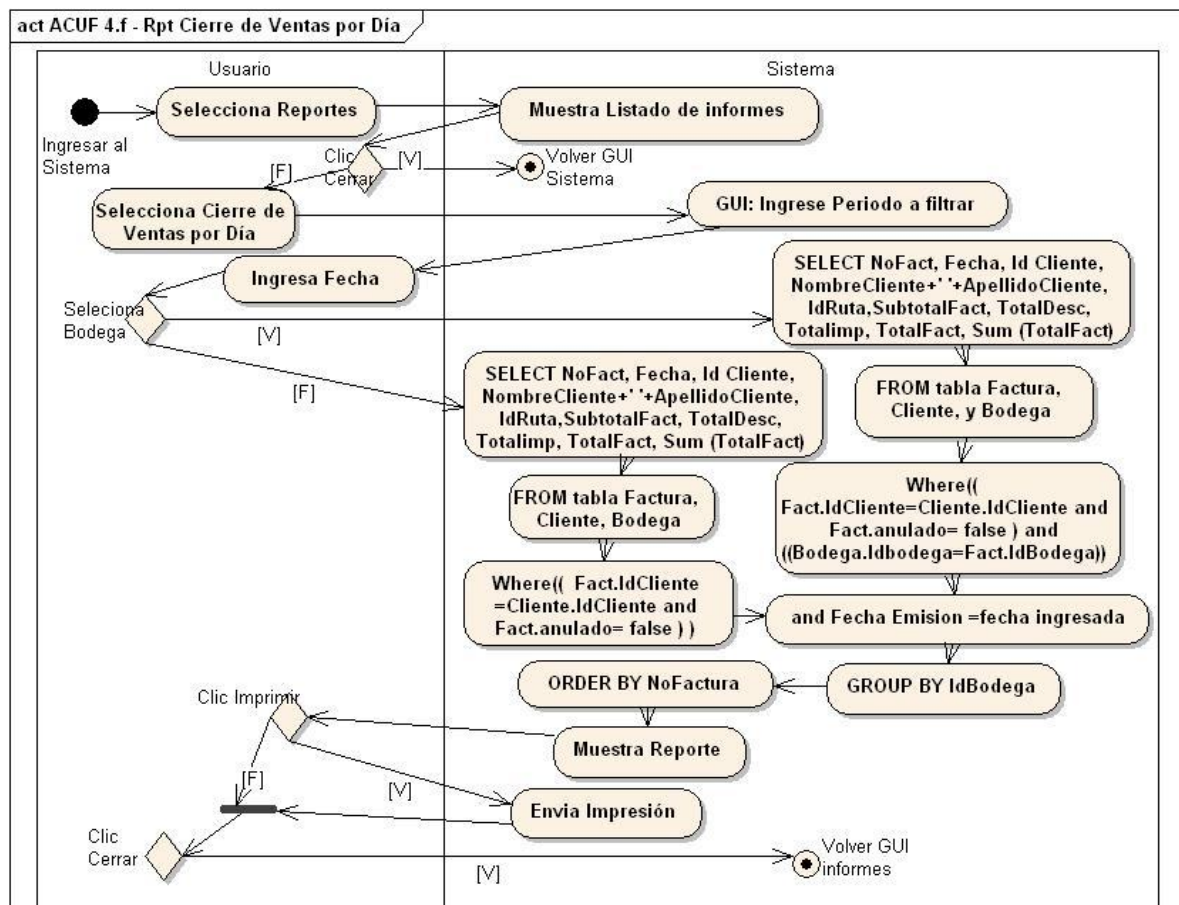 act ACUF 4.f - Rpt Cierre de Ventas por Día
Usuario
Sistema
Selecciona Reportes
Muestra Listado de informes
Ingresar al
Sistema
Clic
Cerrar
[V]
[F]
Volver GUI
Sistema
Selecciona Cierre de
Ventas por Día
GUI: Ingrese Periodo a filtrar
Ingresa Fecha
Seleciona
Bodega
[V]
[F]
SELECT NoFact, Fecha, Id Cliente,
NombreCliente+' '+ApellidoCliente,
IdRuta,SubtotalFact, TotalDesc,
Totalimp, TotalFact, Sum (TotalFact)
SELECT NoFact, Fecha, Id Cliente,
NombreCliente+' '+ApellidoCliente,
IdRuta,SubtotalFact, TotalDesc,
Totalimp, TotalFact, Sum (TotalFact)
FROM tabla Factura,
Cliente, y Bodega
FROM tabla Factura,
Cliente, Bodega
Where((
Fact.IdCliente=Cliente.IdCliente and
Fact.anulado= false ) and
((Bodega.Idbodega=Fact.IdBodega))
Where(( Fact.IdCliente
=Cliente.IdCliente and
Fact.anulado= false ) )
and Fecha Emision =fecha ingresada
GROUP BY IdBodega
ORDER BY NoFactura
Muestra Reporte
Clic Imprimir
[F]
[V]
Envia Impresión
Clic
Cerrar
[V]
Volver GUI
informes